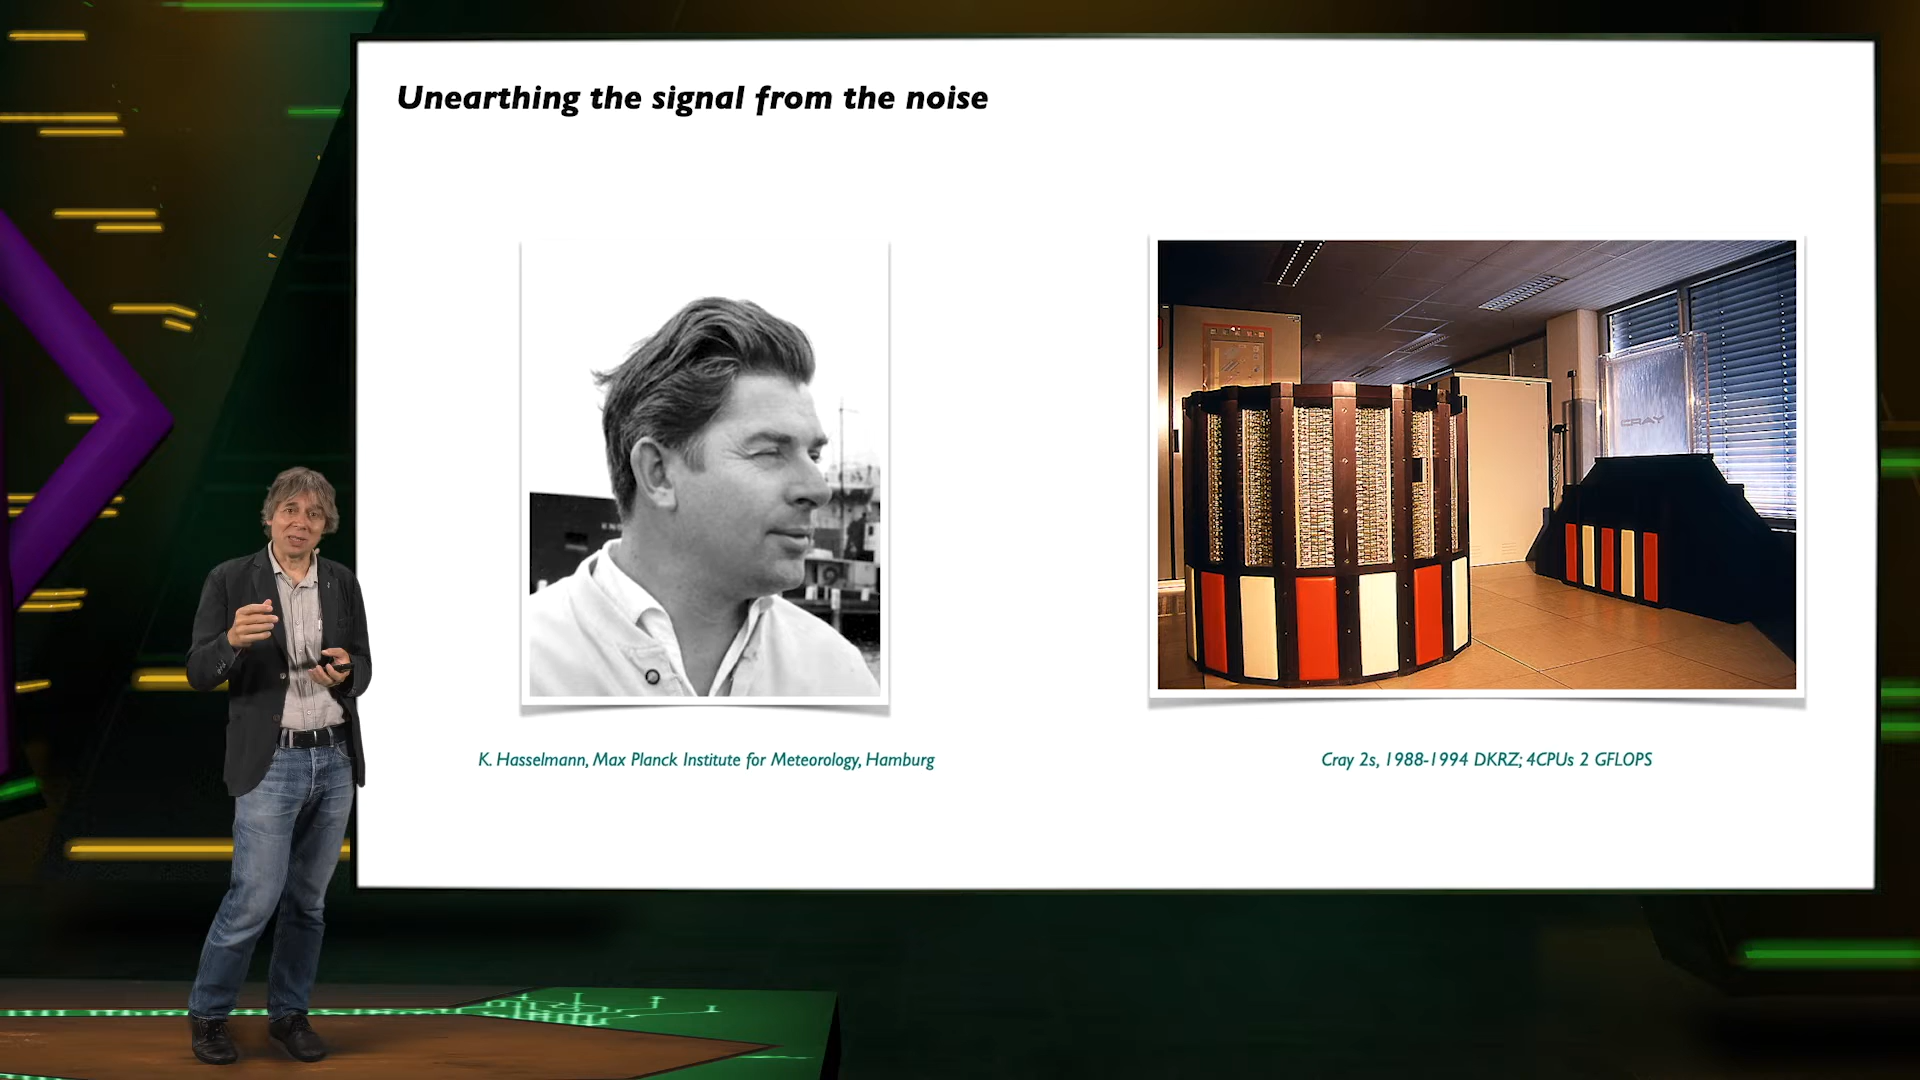 Unearthing the signal from the noise
CRAY
K. Hasselmann, Max Planck Institute for Meteorology, Hamburg
Cray 2s, 1988-1994 DKRZ; 4CPUs 2 GFLOPS